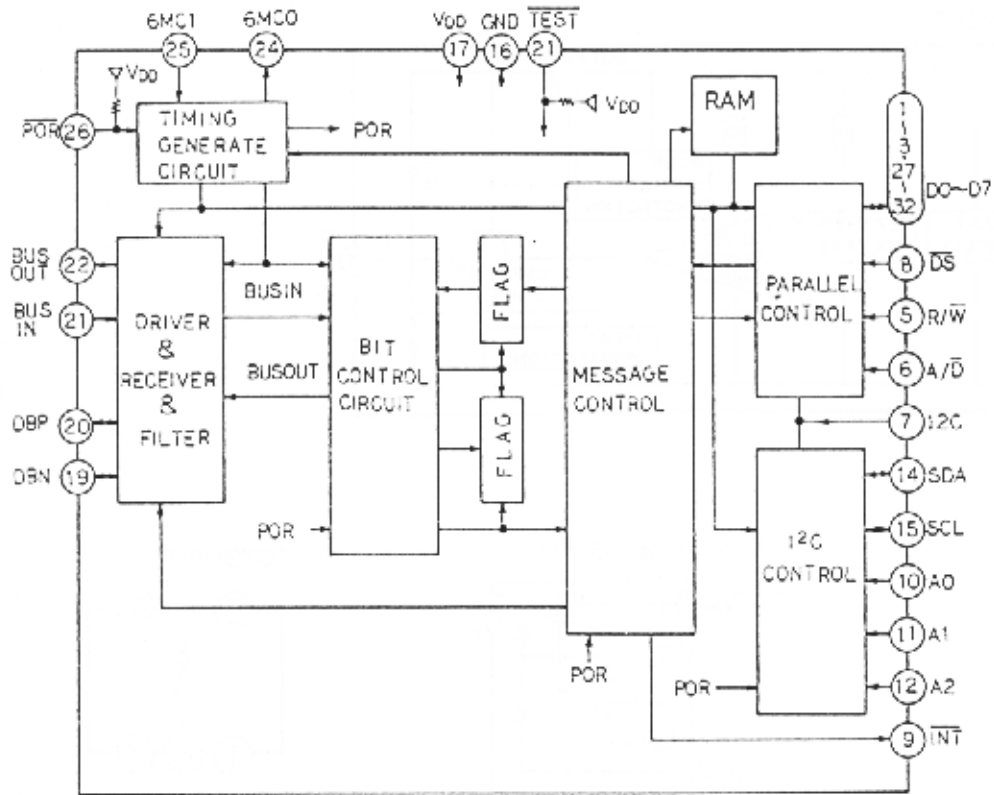 6MC1
6MC0
VDD
GND
TEST
25
24
17
16
21
VDD
VDD
RAM
POR
26
TIMING
GENERATE
CIRCUIT
POR
1
3
27
32
D0~D7
BUS
OUT
22
BUS
IN
21
DRIVER
&
RECEIVER
&
FILTER
BUSIN
BUSOUT
BIT
CONTROL
CIRCUIT
FLAG
FLAG
MESSAGE
CONTROL
PARALLEL
CONTROL
8
DS
5
R/W
6
A/D
7
I2C
DBP
20
DBN
19
14
SDA
15
SCL
I²C
CONTROL
10
A0
11
A1
12
A2
POR
POR
POR
9
INT